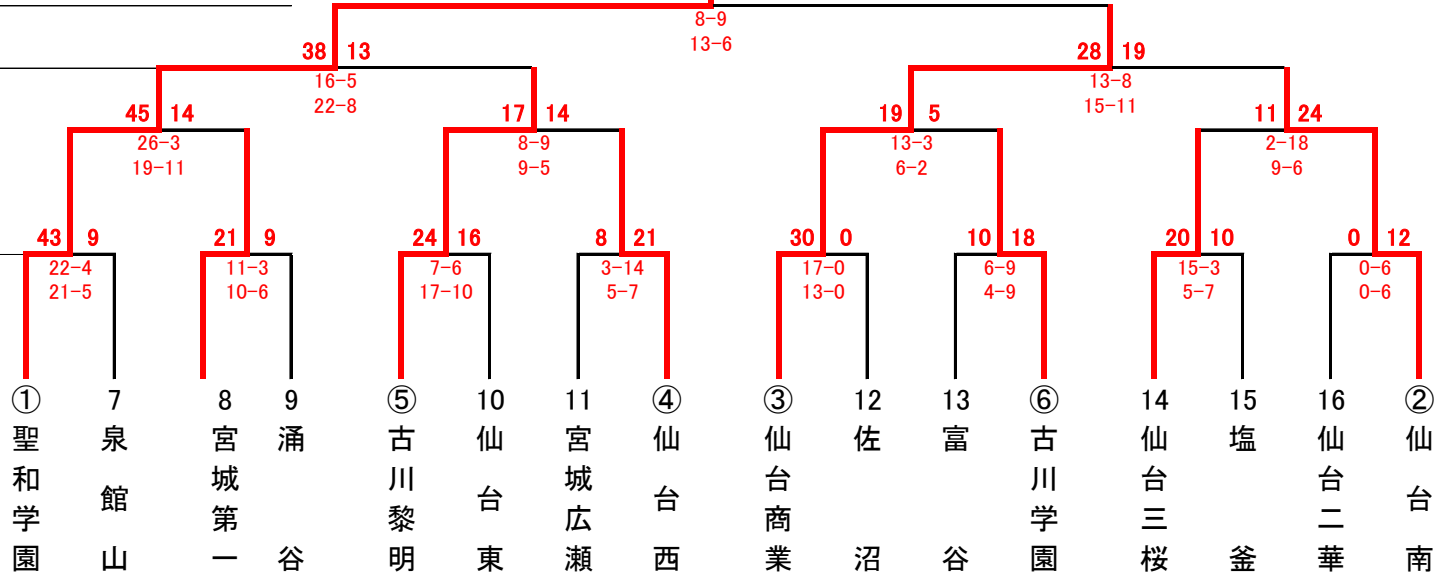 8-9
13-6
38 13
28 19
16-5
22-8
13-8
15-11
45 14
17 14
19 5
11 24
26-3
19-11
8-9
9-5
13-3
6-2
2-18
9-6
43 9
21 9
24 16
8 21
30 0
10 18
20 10
0 12
22-4
21-5
11-3
10-6
7-6
17-10
3-14
5-7
17-0
13-0
6-9
4-9
15-3
5-7
0-6
0-6
① 聖和学園
7 泉館山
8 宮城第一
9 涌谷
⑤ 古川黎明
10 仙台東
11 宮城広瀬
④ 仙台西
③ 仙台商業
12 佐沼
13 富谷
⑥ 古川学園
14 仙台三桜
15 塩釜
16 仙台二華
② 仙台南